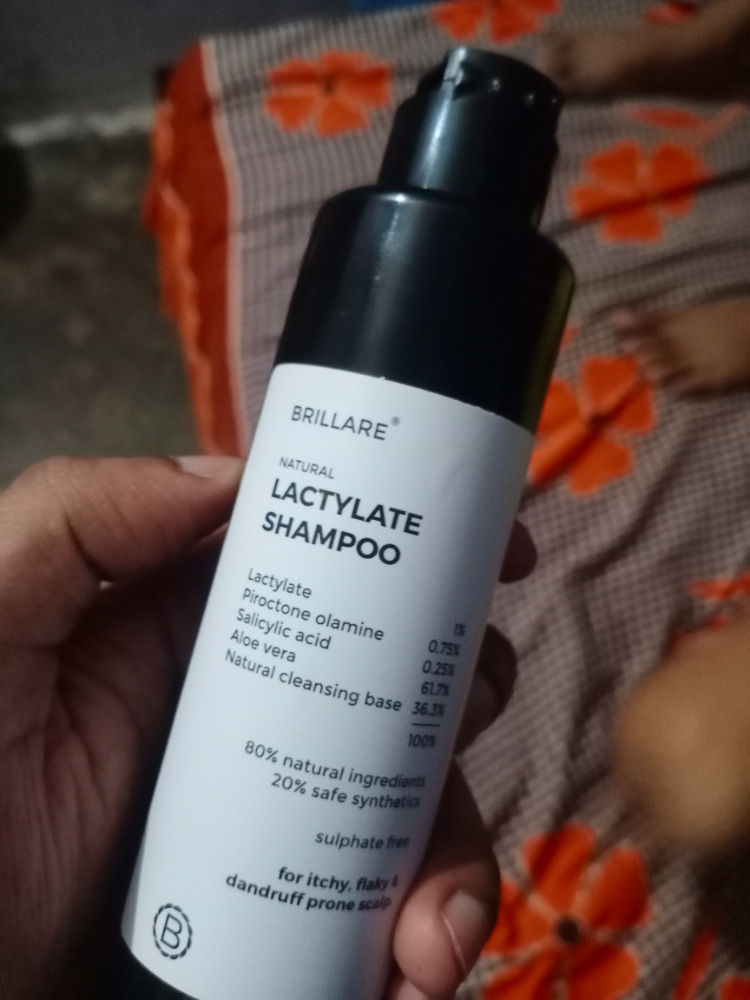 BRILLARE®
NATURAL
LACTYLATE
SHAMPOO
Lactylate 1%
Piroctone olamine 0.75%
Salicylic acid 0.25%
Aloe vera 61.7%
Natural cleansing base 36.3%
100%
80% natural ingredients
20% safe synthetics
sulphate free
for itchy, flaky &
dandruff prone scalp.
B